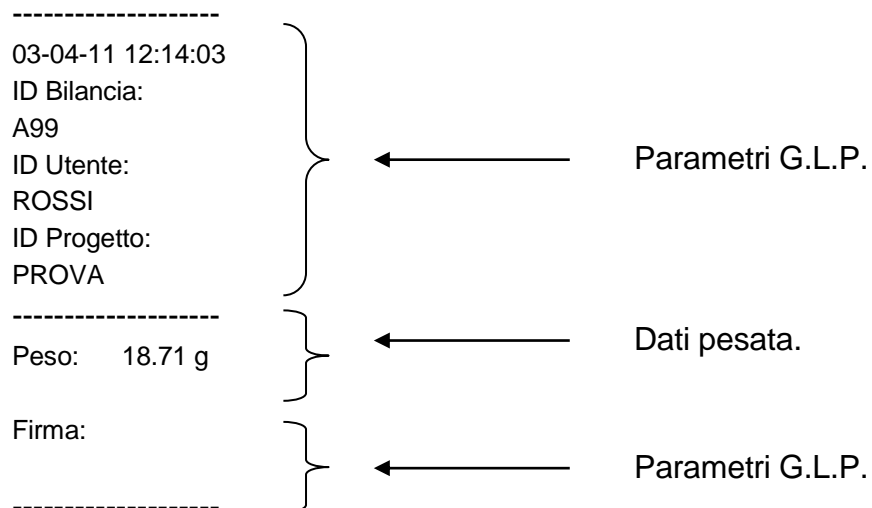 --------------------
03-04-11 12:14:03
ID Bilancia:
A99
ID Utente:
ROSSI
ID Progetto:
PROVA
Parametri G.L.P.
--------------------
Peso: 18.71 g
Dati pesata.
Firma:
Parametri G.L.P.
--------------------